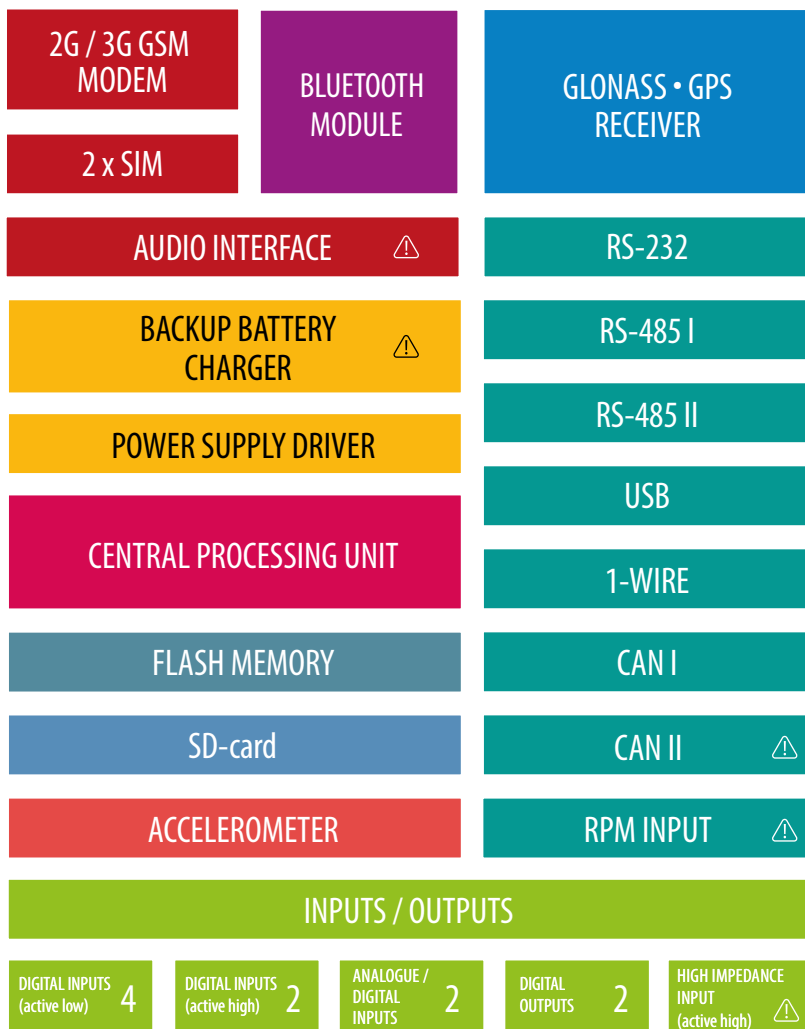 2G / 3G GSM
MODEM
2 x SIM
BLUETOOTH
MODULE
GLONASS • GPS
RECEIVER
AUDIO INTERFACE
BACKUP BATTERY
CHARGER
POWER SUPPLY DRIVER
CENTRAL PROCESSING UNIT
FLASH MEMORY
SD-card
ACCELEROMETER
RS-232
RS-485 I
RS-485 II
USB
1-WIRE
CAN I
CAN II
RPM INPUT
INPUTS / OUTPUTS
DIGITAL INPUTS
(active low) 4
DIGITAL INPUTS
(active high) 2
ANALOGUE /
DIGITAL
INPUTS 2
DIGITAL
OUTPUTS 2
HIGH IMPEDANCE
INPUT
(active high)